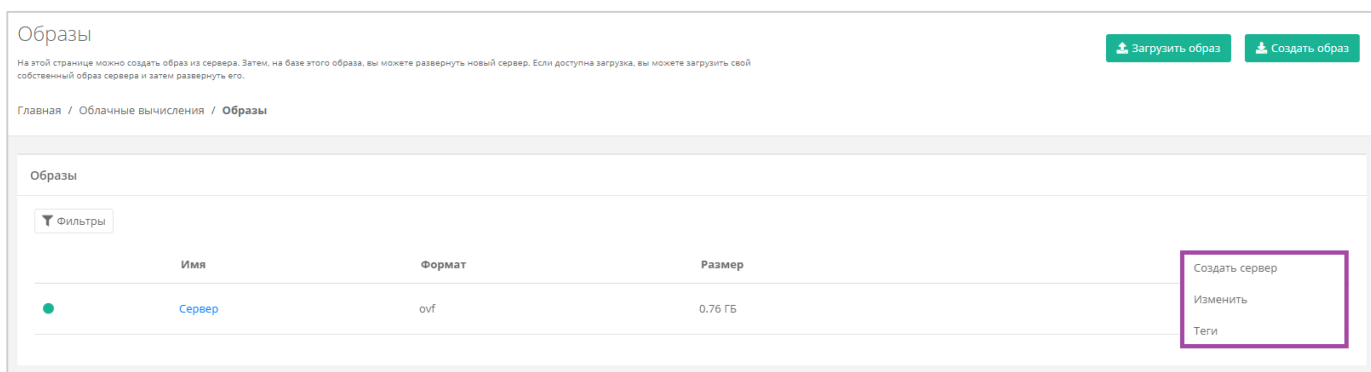 Образы
Загрузить образ
Создать образ
На этой странице можно создать образ из сервера. Затем, на базе этого образа, вы можете развернуть новый сервер. Если доступна загрузка, вы можете загрузить свой
собственный образ сервера и затем развернуть его.
Главная / Облачные вычисления / Образы
Образы
Фильтры
Имя Формат Размер
Создать сервер
Сервер ovf 0.76 ГБ
Изменить
Теги